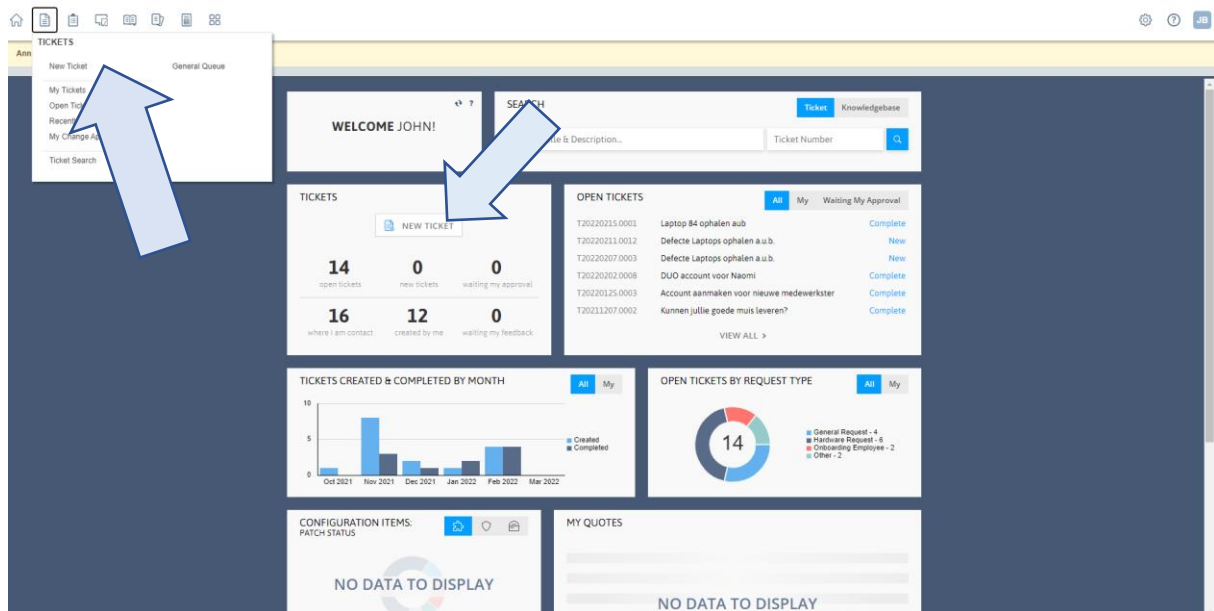 JB
TICKETS
Ann
New Ticket
General Queue
My Tickets
Open
Recent
My Change
Ticket Search
WELCOME JOHN!
?
SEARCH
Ticket
Knowledgebase
& Description...
Ticket Number
TICKETS
NEW TICKET
14
open tickets
0
new tickets
0
waiting my approval
16
where I am contact
12
created by me
0
waiting my feedback
OPEN TICKETS
All
My
Waiting My Approval
T20220215.0001 Laptop 84 ophalen aub Complete
T20220211.0012 Defecte Laptops ophalen a.u.b. New
T20220207.0003 Defecte Laptops ophalen a.u.b. New
T20220202.0008 DUO account voor Naomi Complete
T20220125.0003 Account aanmaken voor nieuwe medewerkster Complete
T20211207.0002 Kunnen jullie goede muis leveren? Complete
VIEW ALL >
TICKETS CREATED & COMPLETED BY MONTH
All
My
10
5
0
Oct 2021 Nov 2021 Dec 2021 Jan 2022 Feb 2022 Mar 2022
Created
Completed
OPEN TICKETS BY REQUEST TYPE
All
My
14
General Request - 4
Hardware Request - 6
Onboarding Employee - 2
Other - 2
CONFIGURATION ITEMS:
PATCH STATUS
NO DATA TO DISPLAY
MY QUOTES
NO DATA TO DISPLAY